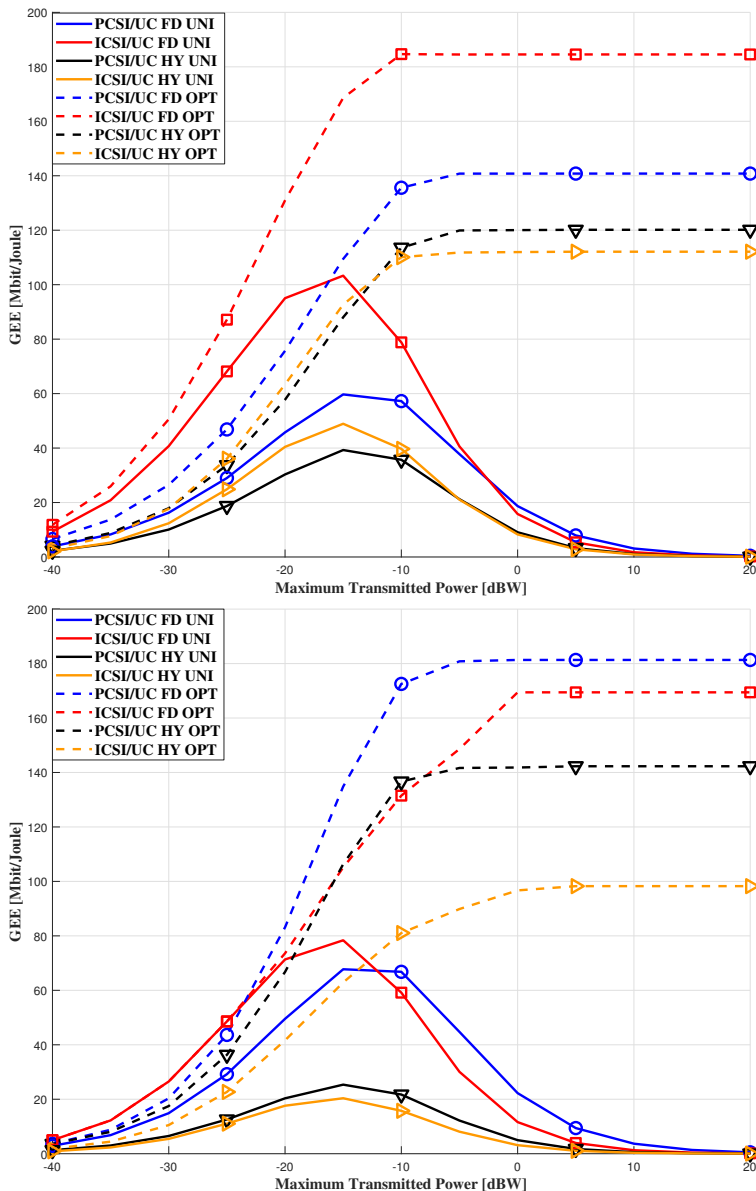 200
180
160
140
120
100
80
60
40
20
0
GEE [Mbit/Joule]
PCSI/UC FD UNI
ICSI/UC FD UNI
PCSI/UC HY UNI
ICSI/UC HY UNI
PCSI/UC FD OPT
ICSI/UC FD OPT
PCSI/UC HY OPT
ICSI/UC HY OPT
-40 -30 -20 -10 0 10 20
Maximum Transmitted Power [dBW]
200
180
160
140
120
100
80
60
40
20
0
GEE [Mbit/Joule]
PCSI/UC FD UNI
ICSI/UC FD UNI
PCSI/UC HY UNI
ICSI/UC HY UNI
PCSI/UC FD OPT
ICSI/UC FD OPT
PCSI/UC HY OPT
ICSI/UC HY OPT
-40 -30 -20 -10 0 10 20
Maximum Transmitted Power [dBW]